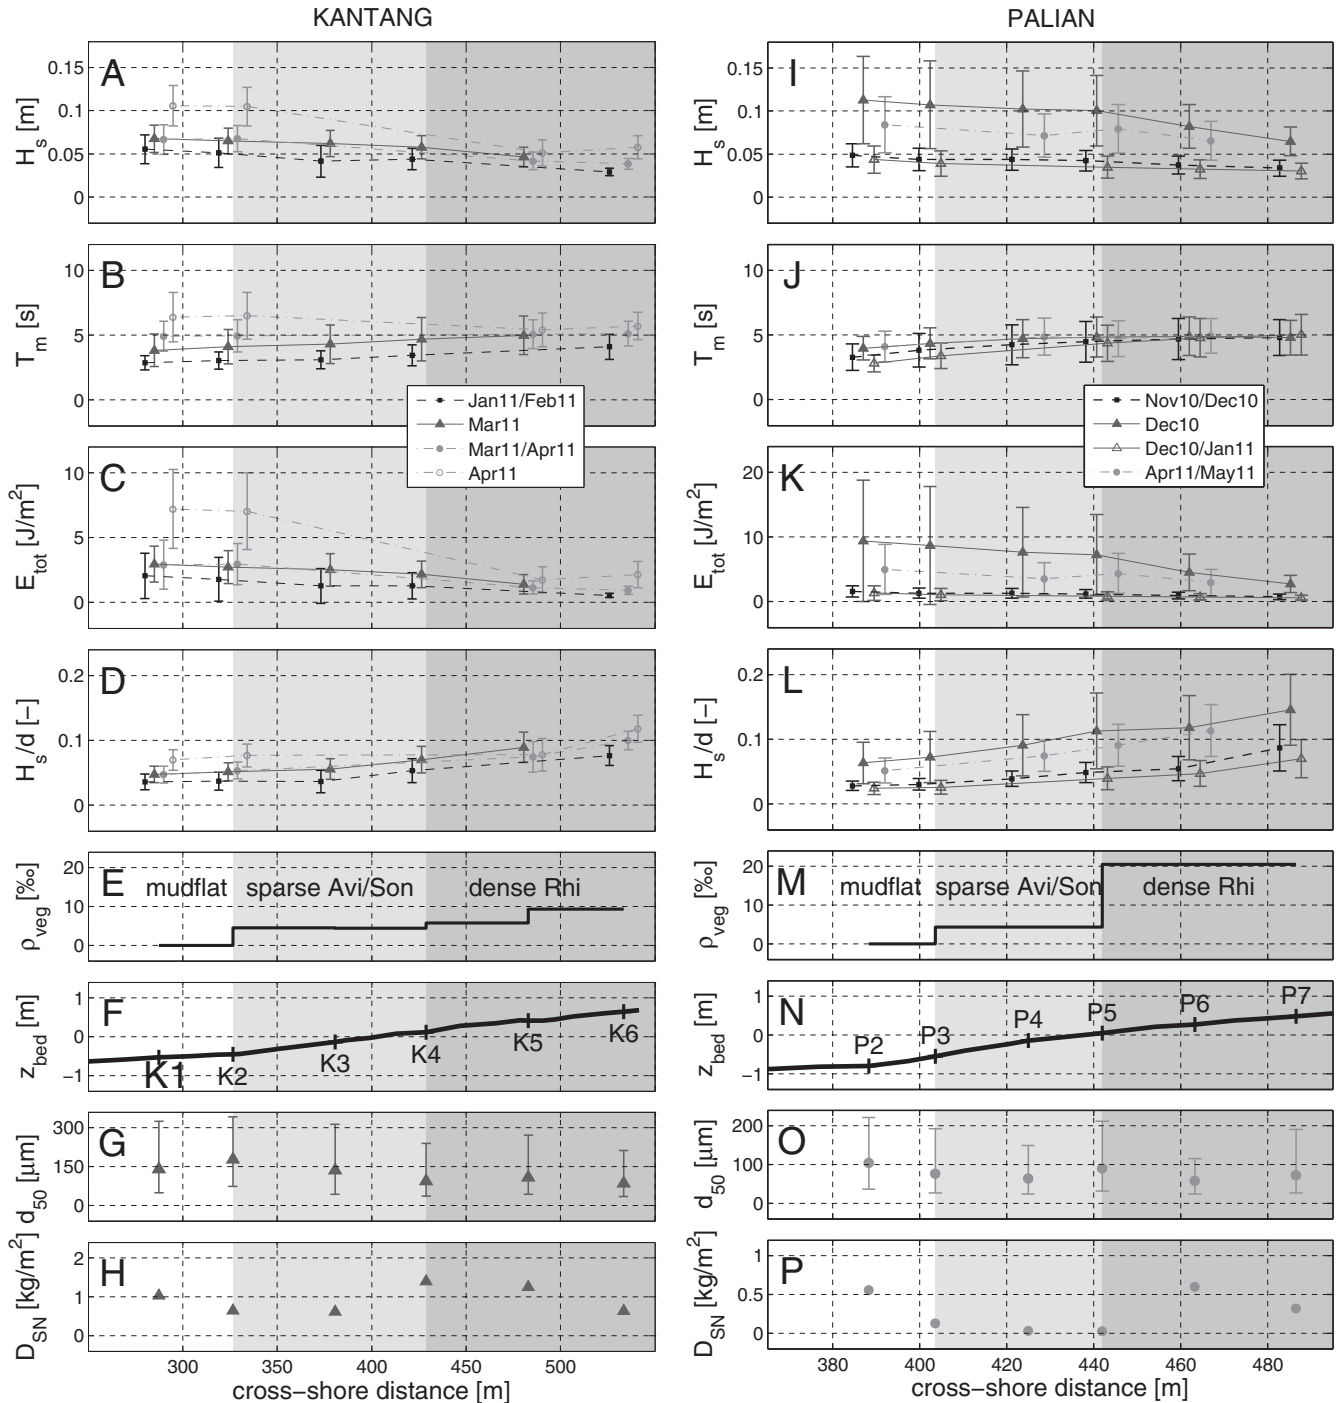 KANTANG
PALIAN
A
H_s [m]
0.15
0.1
0.05
0
I
H_s [m]
0.15
0.1
0.05
0
B
T_m [s]
10
5
0
J
T_m [s]
10
5
0
Jan11/Feb11
Mar11
Mar11/Apr11
Apr11
Nov10/Dec10
Dec10
Dec10/Jan11
Apr11/May11
C
E_tot [J/m²]
10
5
0
K
E_tot [J/m²]
20
10
0
D
H_s/d [−]
0.2
0.1
0
L
H_s/d [−]
0.2
0.1
0
E
ρ_veg [‰]
20
10
0
mudflat
sparse Avi/Son
dense Rhi
M
ρ_veg [‰]
20
10
0
mudflat
sparse Avi/Son
dense Rhi
F
z_bed [m]
1
0
−1
K1
K2
K3
K4
K5
K6
N
z_bed [m]
1
0
−1
P2
P3
P4
P5
P6
P7
G
d_50 [µm]
300
150
0
O
d_50 [µm]
200
100
0
H
D_SN [kg/m²]
2
1
0
P
D_SN [kg/m²]
1
0.5
0
300 350 400 450 500
cross−shore distance [m]
380 400 420 440 460 480
cross−shore distance [m]